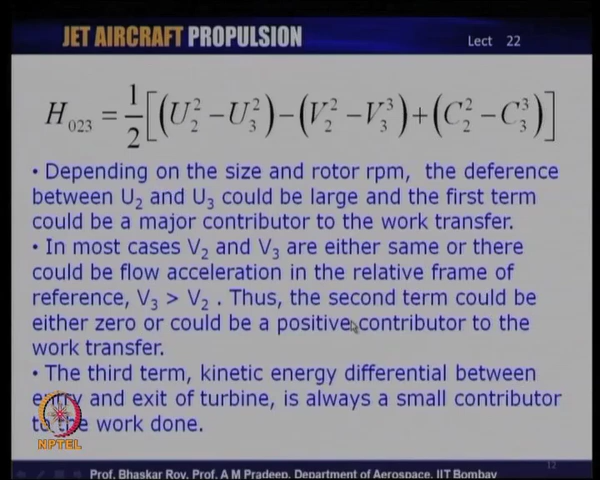 JET AIRCRAFT PROPULSION
Lect 22
H₀₂₃ = 1/2 [(U₂² − U₃²) − (V₂² − V₃³) + (C₂² − C₃³)]
• Depending on the size and rotor rpm, the deference
between U₂ and U₃ could be large and the first term
could be a major contributor to the work transfer.
• In most cases V₂ and V₃ are either same or there
could be flow acceleration in the relative frame of
reference, V₃ > V₂ . Thus, the second term could be
either zero or could be a positive contributor to the
work transfer.
• The third term, kinetic energy differential between
entry and exit of turbine, is always a small contributor
to the work done.
NPTEL
12
Prof. Bhaskar Roy, Prof. A M Pradeep, Department of Aerospace, IIT Bombay